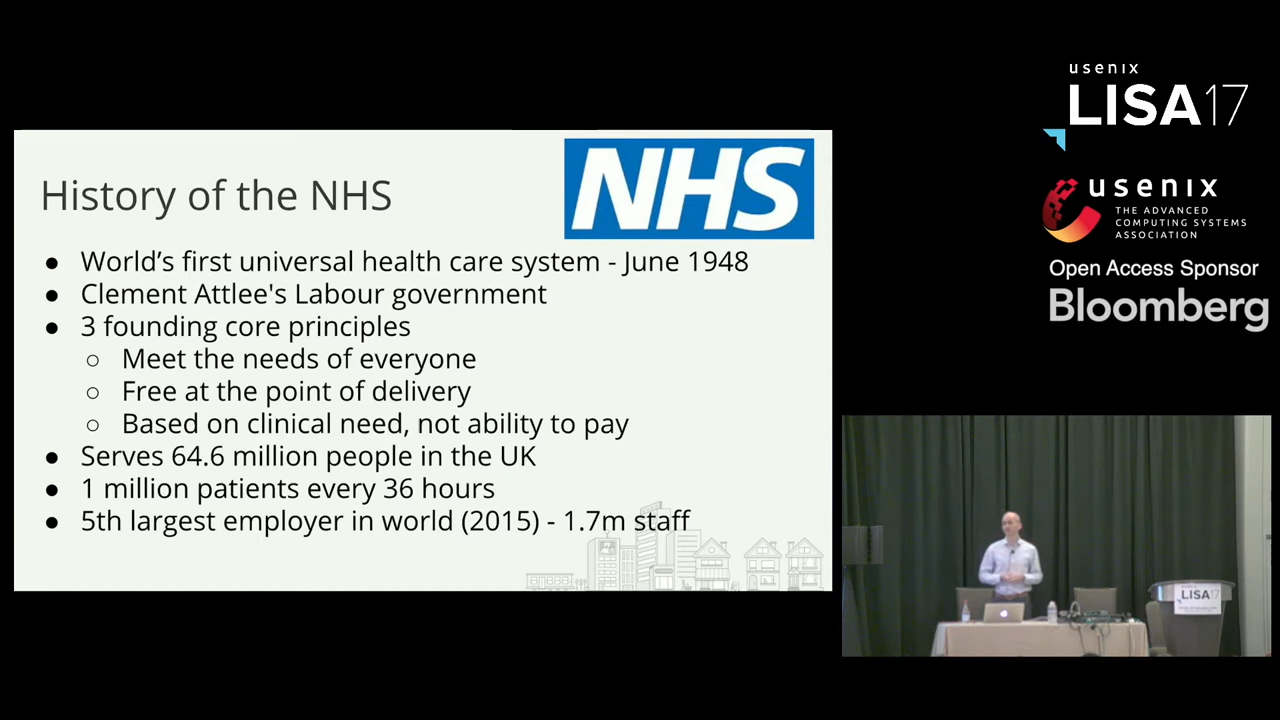 History of the NHS
NHS
● World’s first universal health care system - June 1948
● Clement Attlee's Labour government
● 3 founding core principles
○ Meet the needs of everyone
○ Free at the point of delivery
○ Based on clinical need, not ability to pay
● Serves 64.6 million people in the UK
● 1 million patients every 36 hours
● 5th largest employer in world (2015) - 1.7m staff
usenix
LISA17
usenix
THE ADVANCED
COMPUTING SYSTEMS
ASSOCIATION
Open Access Sponsor
Bloomberg
LISA17